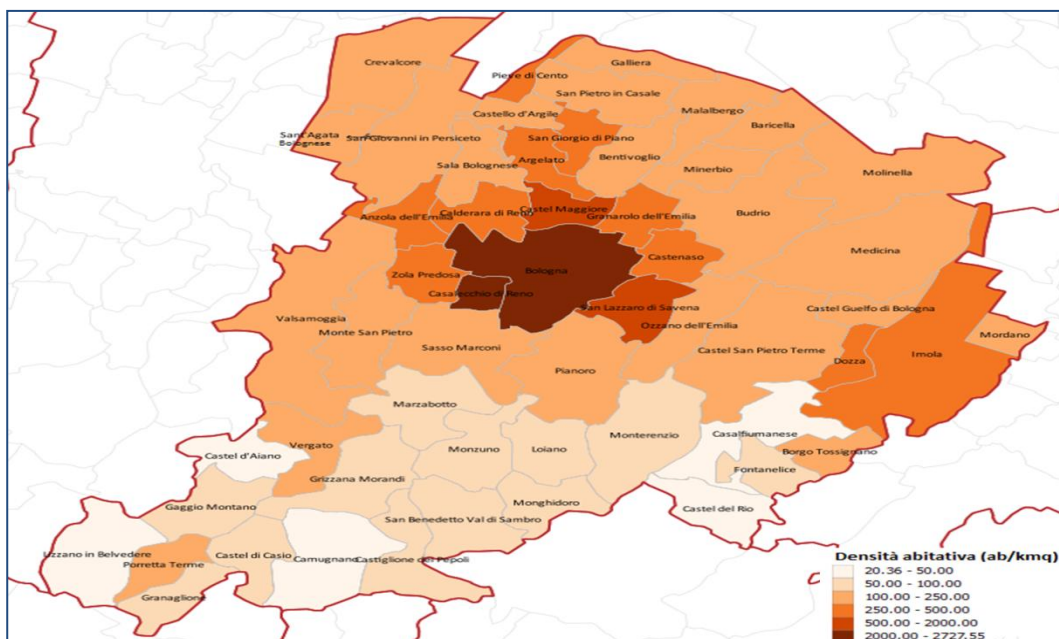 Crevalcore
Pieve di Cento
Galliera
San Pietro in Casale
Malalbergo
Castello d'Argile
Baricella
Sant'Agata
Bolognese
San Giovanni in Persiceto
San Giorgio di Piano
Argelato
Bentivoglio
Sala Bolognese
Minerbio
Molinella
Anzola dell'Emilia
Calderara di Reno
Castel Maggiore
Granarolo dell'Emilia
Budrio
Medicina
Castenaso
Zola Predosa
Bologna
Casalecchio di Reno
San Lazzaro di Savena
Castel Guelfo di Bologna
Valsamoggia
Monte San Pietro
Ozzano dell'Emilia
Mordano
Sasso Marconi
Castel San Pietro Terme
Imola
Dozza
Pianoro
Marzabotto
Vergato
Monzuno
Loiano
Monterenzio
Casalfiumanese
Castel d'Aiano
Borgo Tossignano
Fontanelice
Grizzana Morandi
Gaggio Montano
Monghidoro
Castel del Rio
San Benedetto Val di Sambro
Lizzano in Belvedere
Porretta Terme
Castel di Casio
Camugnano
Castiglione dei Pepoli
Granaglione
Densità abitativa (ab/kmq)
20.36 - 50.00
50.00 - 100.00
100.00 - 250.00
250.00 - 500.00
500.00 - 2000.00
2000.00 - 2727.55